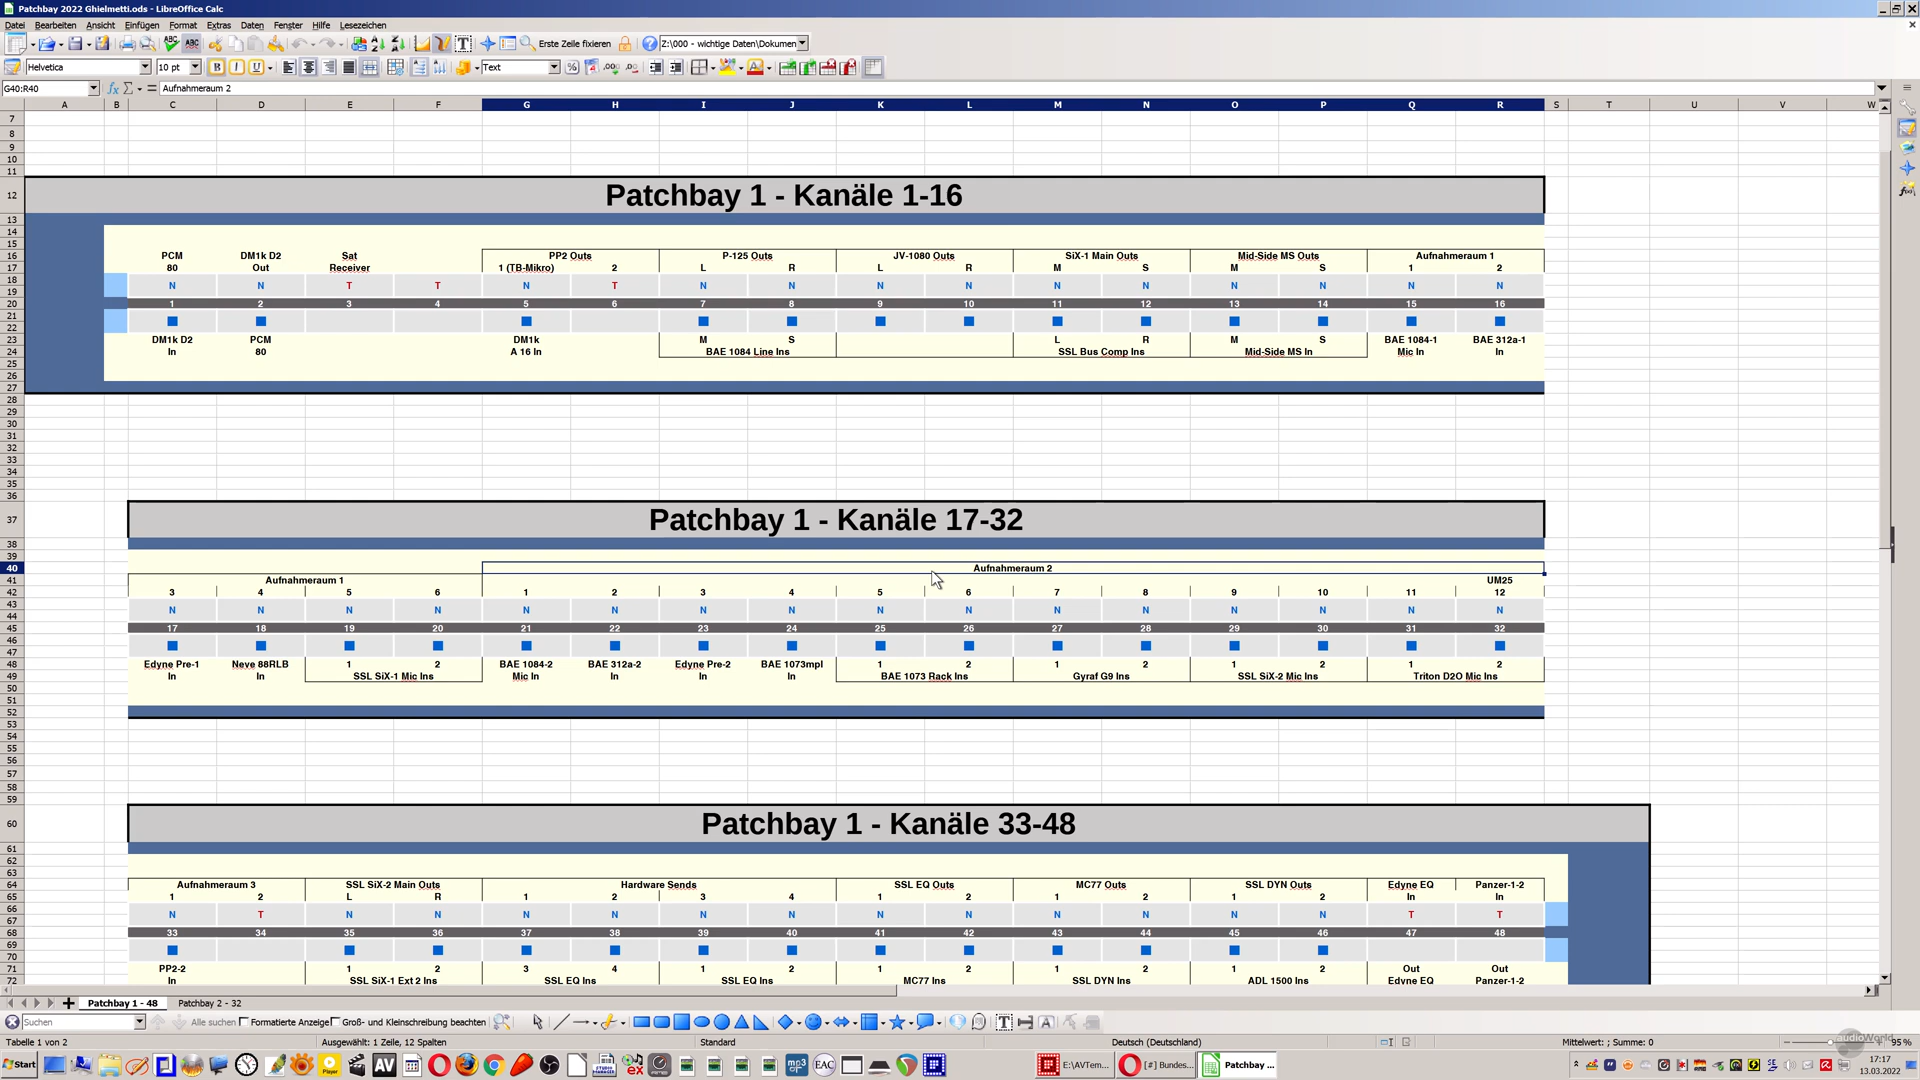 Patchbay 2022 Ghielmetti.ods - LibreOffice Calc
Datei Bearbeiten Ansicht Einfügen Format Extras Daten Fenster Hilfe Lesezeichen
Erste Zeile fixieren Z:\000 - wichtige Daten\Dokumen
Helvetica 10 pt Text
G40:R40 Aufnahmeraum 2
A B C D E F G H I J K L M N O P Q R S T U V W
Patchbay 1 - Kanäle 1-16
PCM DM1k D2 Sat PP2 Outs P-125 Outs JV-1080 Outs SiX-1 Main Outs Mid-Side MS Outs Aufnahmeraum 1
80 Out Receiver 1 (TB-Mikro) 2 L R L R M S M S 1 2
N N T T N T N N N N N N N N N N
1 2 3 4 5 6 7 8 9 10 11 12 13 14 15 16
DM1k D2 PCM DM1k M S L R M S BAE 1084-1 BAE 312a-1
In 80 A 16 In BAE 1084 Line Ins SSL Bus Comp Ins Mid-Side MS In Mic In In
Patchbay 1 - Kanäle 17-32
Aufnahmeraum 2
Aufnahmeraum 1 UM25
3 4 5 6 1 2 3 4 5 6 7 8 9 10 11 12
N N N N N N N N N N N N N N N N
17 18 19 20 21 22 23 24 25 26 27 28 29 30 31 32
Edyne Pre-1 Neve 88RLB 1 2 BAE 1084-2 BAE 312a-2 Edyne Pre-2 BAE 1073mpl 1 2 1 2 1 2 1 2
In In SSL SiX-1 Mic Ins Mic In In In In BAE 1073 Rack Ins Gyraf G9 Ins SSL SiX-2 Mic Ins Triton D2O Mic Ins
Patchbay 1 - Kanäle 33-48
Aufnahmeraum 3 SSL SiX-2 Main Outs Hardware Sends SSL EQ Outs MC77 Outs SSL DYN Outs Edyne EQ Panzer-1-2
1 2 L R 1 2 3 4 1 2 1 2 1 2 In In
N T N N N N N N N N N N N N T T
33 34 35 36 37 38 39 40 41 42 43 44 45 46 47 48
PP2-2 1 2 3 4 1 2 1 2 1 2 1 2 Out Out
In SSL SiX-1 Ext 2 Ins SSL EQ Ins SSL EQ Ins MC77 Ins SSL DYN Ins ADL 1500 Ins Edyne EQ Panzer-1-2
Patchbay 1 - 48 Patchbay 2 - 32
Suchen Alle suchen Formatierte Anzeige Groß- und Kleinschreibung beachten
Tabelle 1 von 2 Ausgewählt: 1 Zeile, 12 Spalten Standard Deutsch (Deutschland) Mittelwert: ; Summe: 0 95 %
audioWorld
Start E:\AVTem... [#] Bundes... Patchbay ... 17:17
13.03.2022